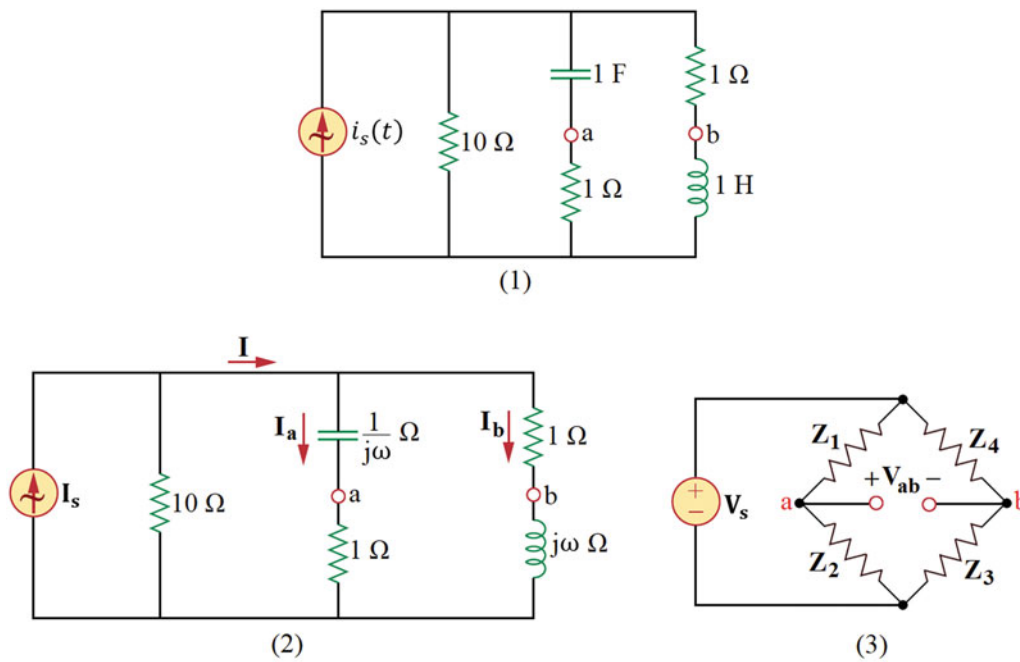 1 F
1 Ω
i_s(t)
10 Ω
a
b
1 Ω
1 H
(1)
I
I_a
1/jω Ω
I_b
1 Ω
I_s
10 Ω
a
b
1 Ω
jω Ω
(2)
Z_1
Z_4
+ V_ab −
+
−
V_s
a
b
Z_2
Z_3
(3)